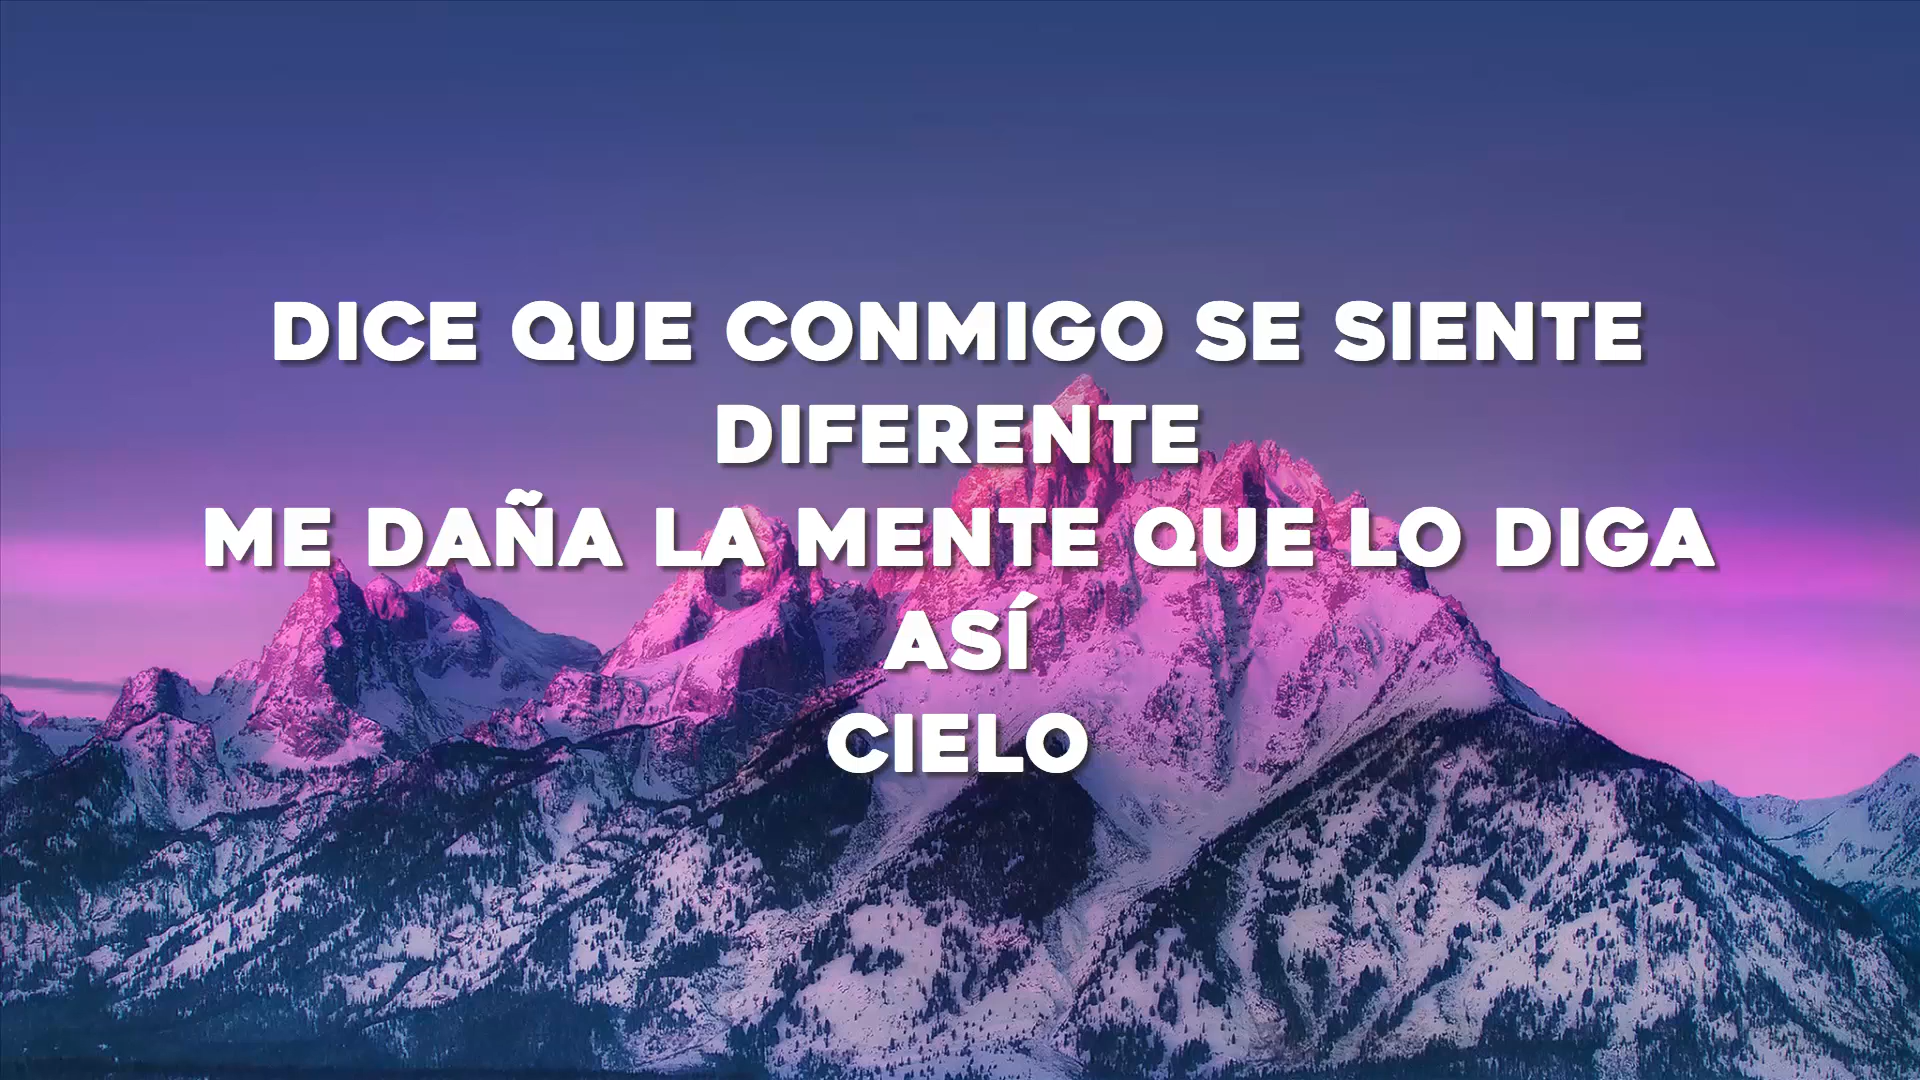 DICE QUE CONMIGO SE SIENTE
DIFERENTE
ME DAÑA LA MENTE QUE LO DIGA
ASÍ
CIELO